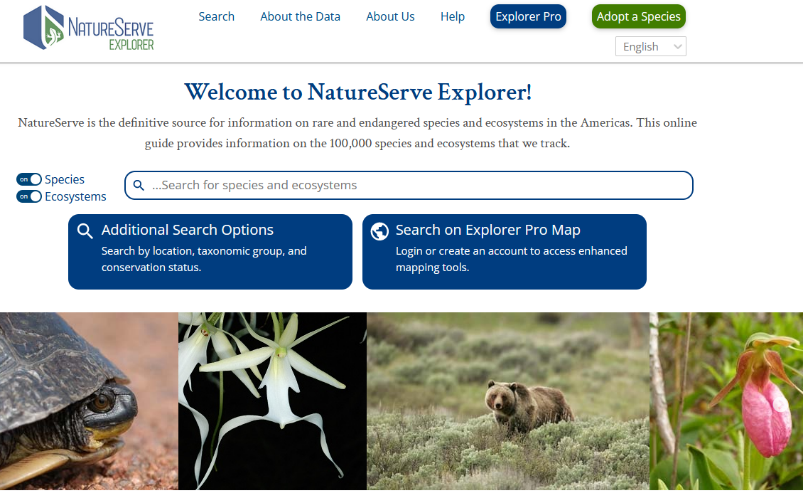 NATURESERVE
EXPLORER
Search About the Data About Us Help Explorer Pro Adopt a Species
English
Welcome to NatureServe Explorer!
NatureServe is the definitive source for information on rare and endangered species and ecosystems in the Americas. This online
guide provides information on the 100,000 species and ecosystems that we track.
on Species
on Ecosystems
...Search for species and ecosystems
Additional Search Options
Search by location, taxonomic group, and
conservation status.
Search on Explorer Pro Map
Login or create an account to access enhanced
mapping tools.